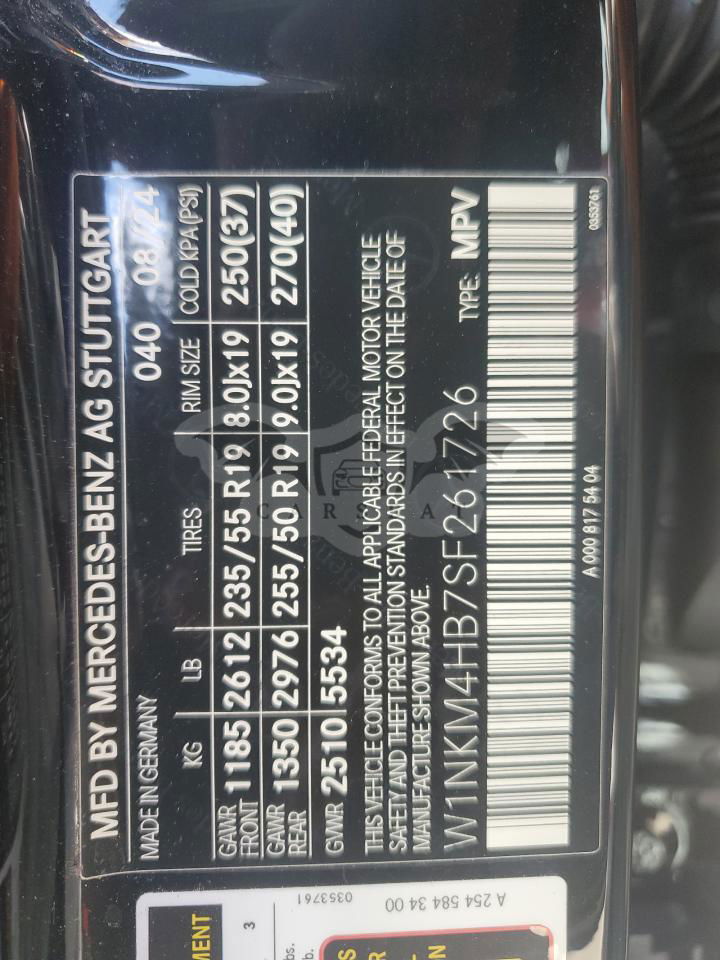 MFD BY MERCEDES-BENZ AG STUTTGART
MADE IN GERMANY 040 08/24
KG LB TIRES RIM SIZE COLD KPA(PSI)
GAWR FRONT 1185 2612 235/55 R19 8.0Jx19 250(37)
GAWR REAR 1350 2976 255/50 R19 9.0Jx19 270(40)
GVWR 2510 5534
THIS VEHICLE CONFORMS TO ALL APPLICABLE FEDERAL MOTOR VEHICLE
SAFETY AND THEFT PREVENTION STANDARDS IN EFFECT ON THE DATE OF
MANUFACTURE SHOWN ABOVE.
W1NKM4HB7SF261726 TYPE: MPV
A 000 817 54 04 0353761
CARSFAT
MENT
3
0353761
A 254 584 34 00